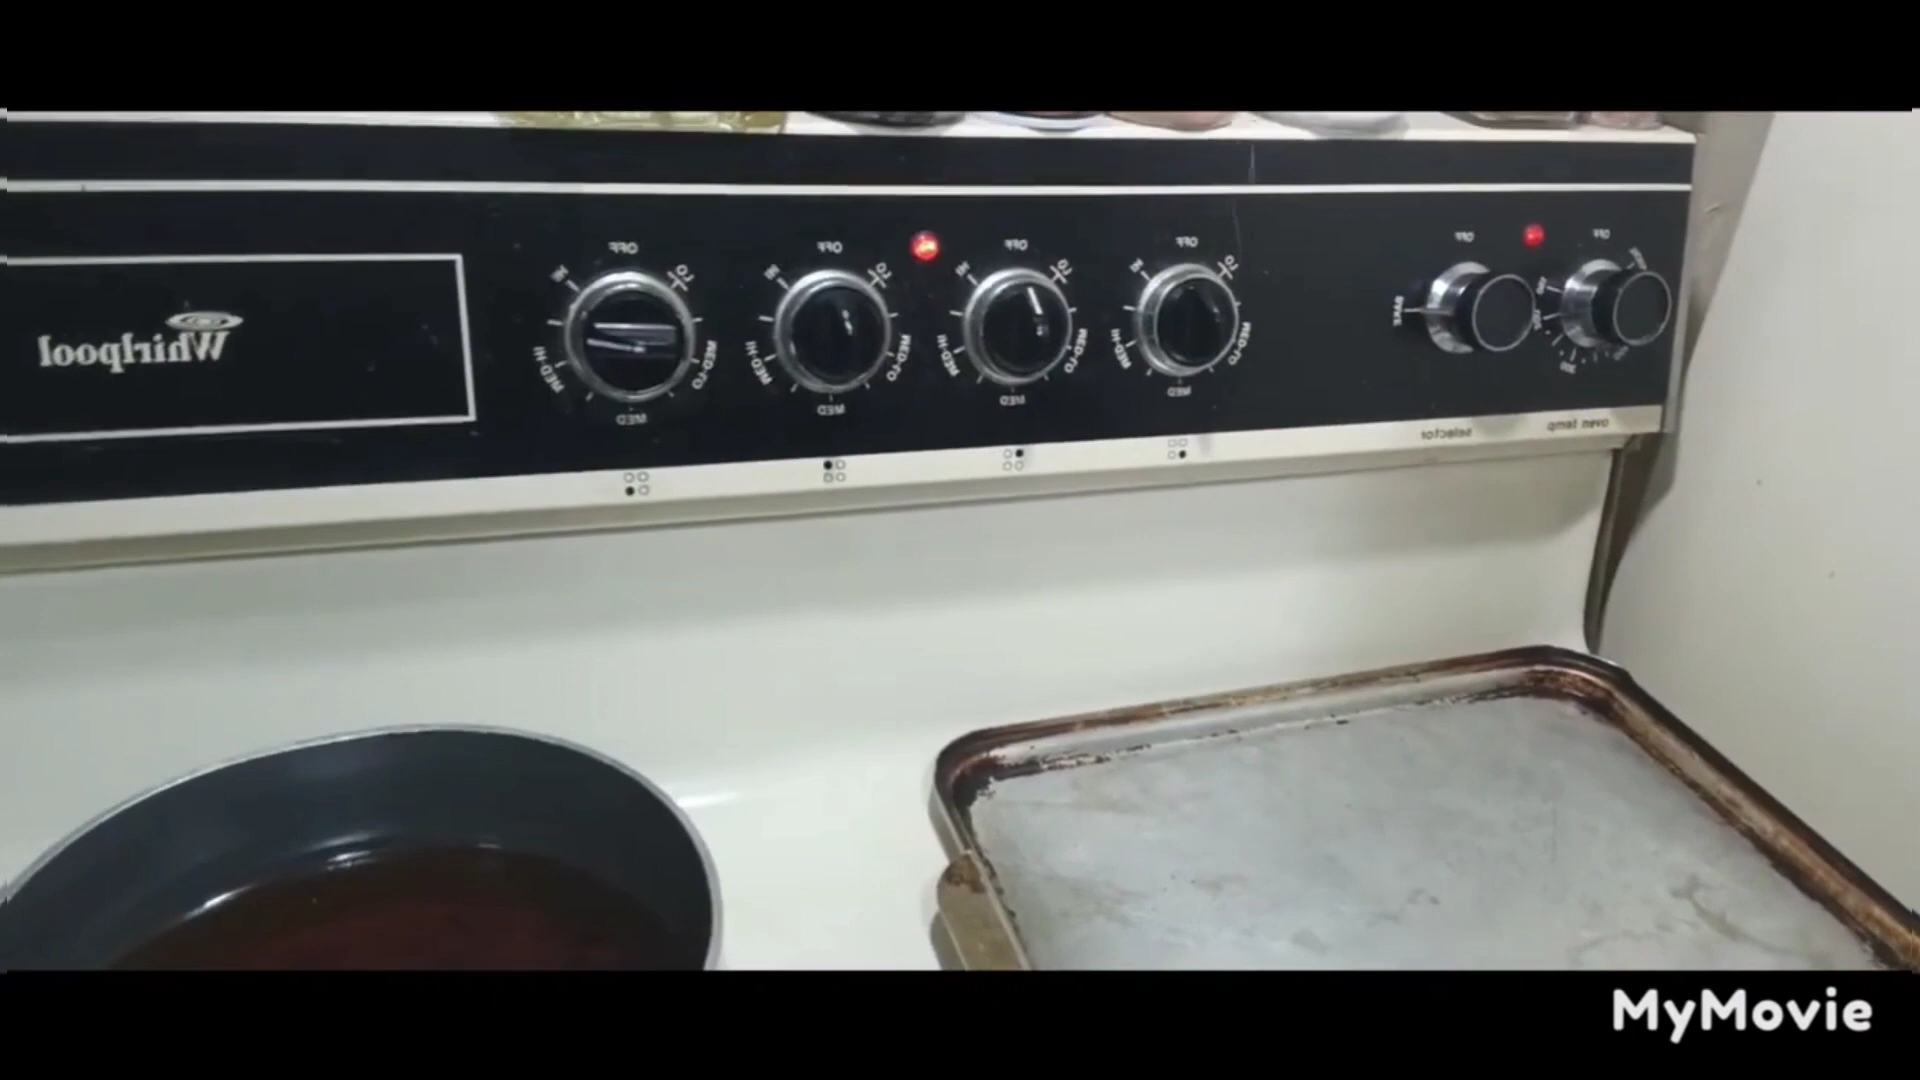 Whirlpool
OFF LO MED-LO MED MED-HI HI
OFF LO MED-LO MED MED-HI HI
OFF LO MED-LO MED MED-HI HI
OFF LO MED-LO MED MED-HI HI
OFF BAKE
selector
OFF
300
oven temp
MyMovie